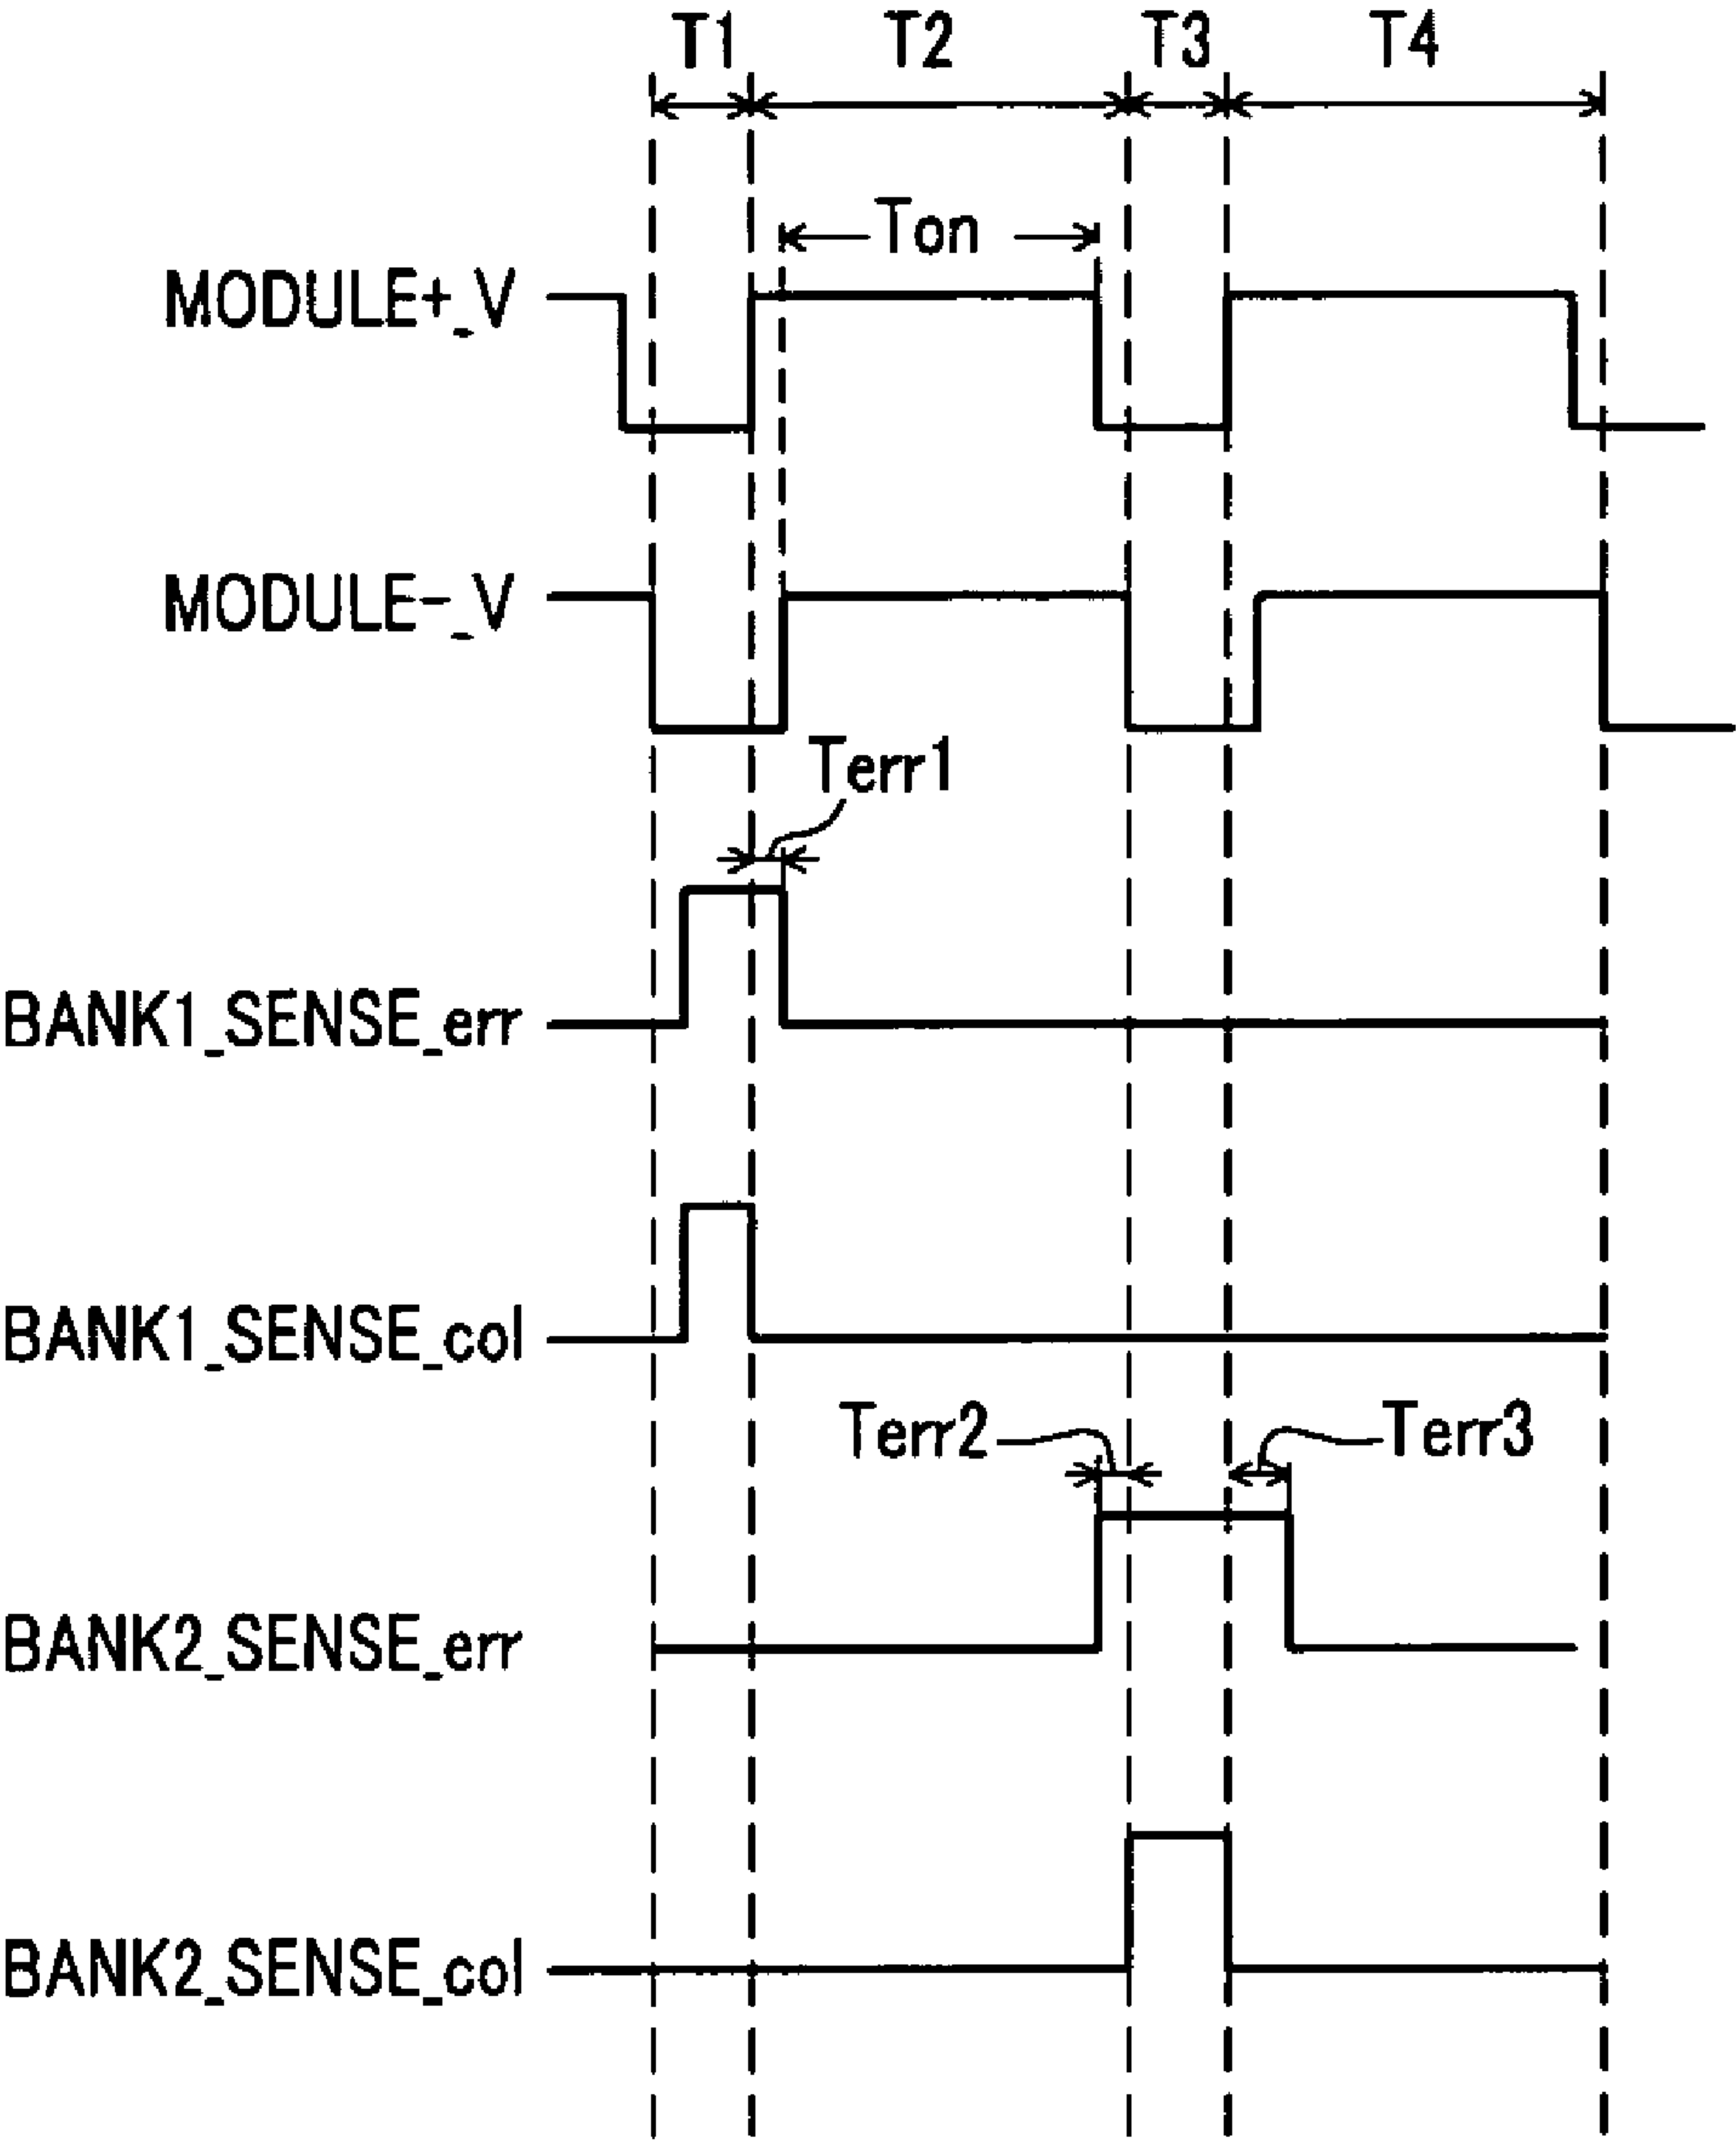 T1 T2 T3 T4
Ton
MODULE+_V
MODULE-_V
Terr1
BANK1_SENSE_err
BANK1_SENSE_col
Terr2 Terr3
BANK2_SENSE_err
BANK2_SENSE_col